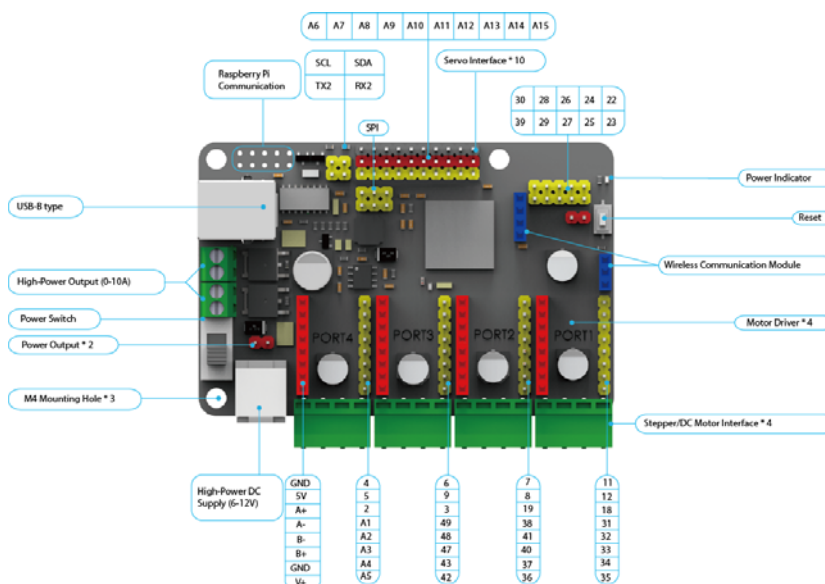 A6 A7 A8 A9 A10 A11 A12 A13 A14 A15
Raspberry Pi
Communication
SCL SDA
TX2 RX2
Servo Interface * 10
SPI
30 28 26 24 22
39 29 27 25 23
Power Indicator
USB-B type
Reset
Wireless Communication Module
High-Power Output (0-10A)
Power Switch
Power Output * 2
Motor Driver * 4
PORT4
PORT3
PORT2
PORT1
M4 Mounting Hole * 3
Stepper/DC Motor Interface * 4
High-Power DC
Supply (6-12V)
GND
5V
A+
A-
B-
B+
GND
V+
4
5
2
A1
A2
A3
A4
A5
6
9
3
49
48
47
43
42
7
8
19
38
41
40
37
36
11
12
18
31
32
33
34
35